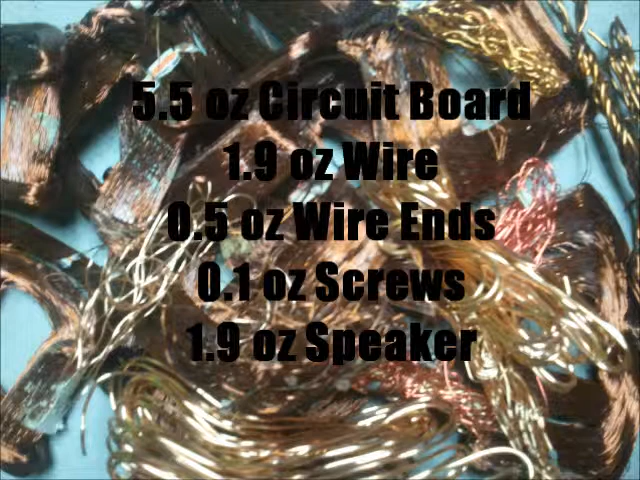 5.5 oz Circuit Board
1.9 oz Wire
0.5 oz Wire Ends
0.1 oz Screws
1.9 oz Speaker